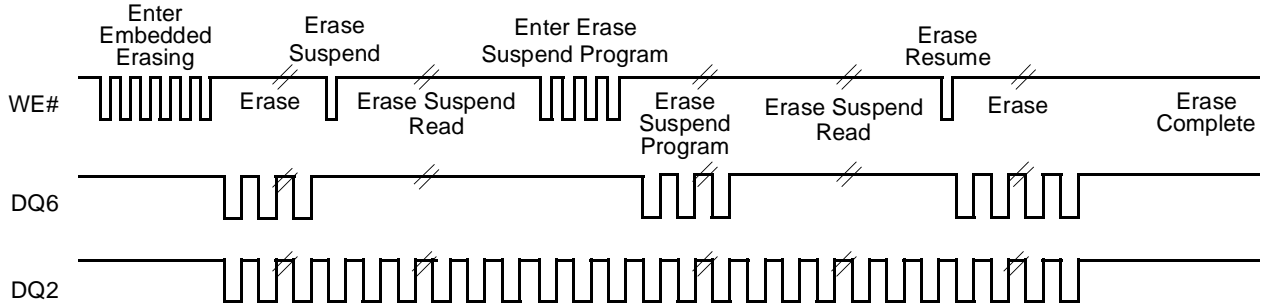 Enter
Embedded
Erasing
Erase
Suspend
Enter Erase
Suspend Program
Erase
Resume
WE#
Erase
Erase Suspend
Read
Erase
Suspend
Program
Erase Suspend
Read
Erase
Erase
Complete
DQ6
DQ2